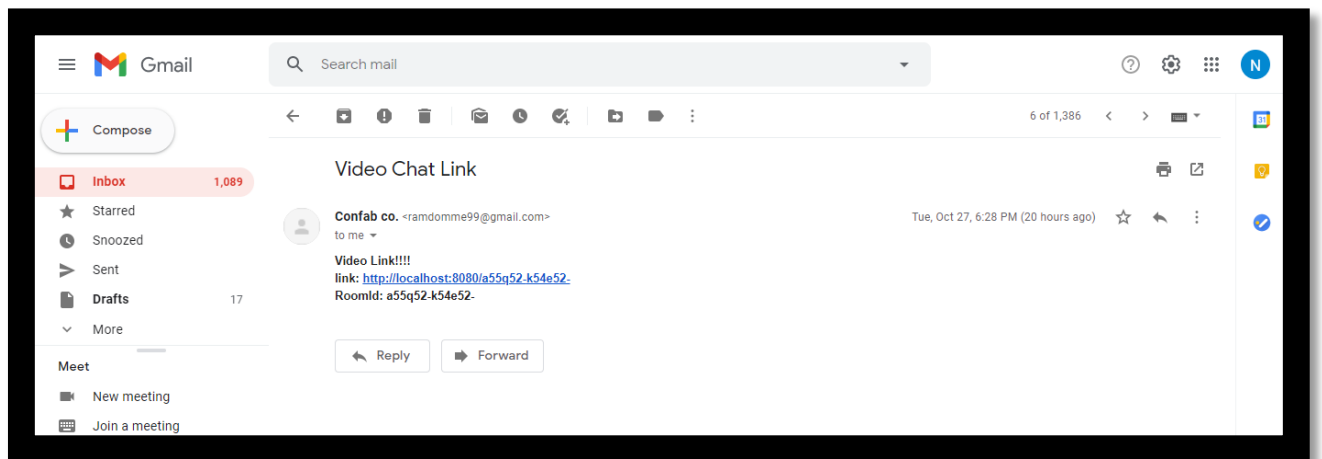 Gmail
Search mail
N
Compose
6 of 1,386
31
Video Chat Link
Inbox 1,089
Starred
Confab co. <ramdomme99@gmail.com> Tue, Oct 27, 6:28 PM (20 hours ago)
to me
Snoozed
Video Link!!!!
Sent
link: http://localhost:8080/a55q52-k54e52-
Drafts 17
RoomId: a55q52-k54e52-
More
Reply
Forward
Meet
New meeting
Join a meeting